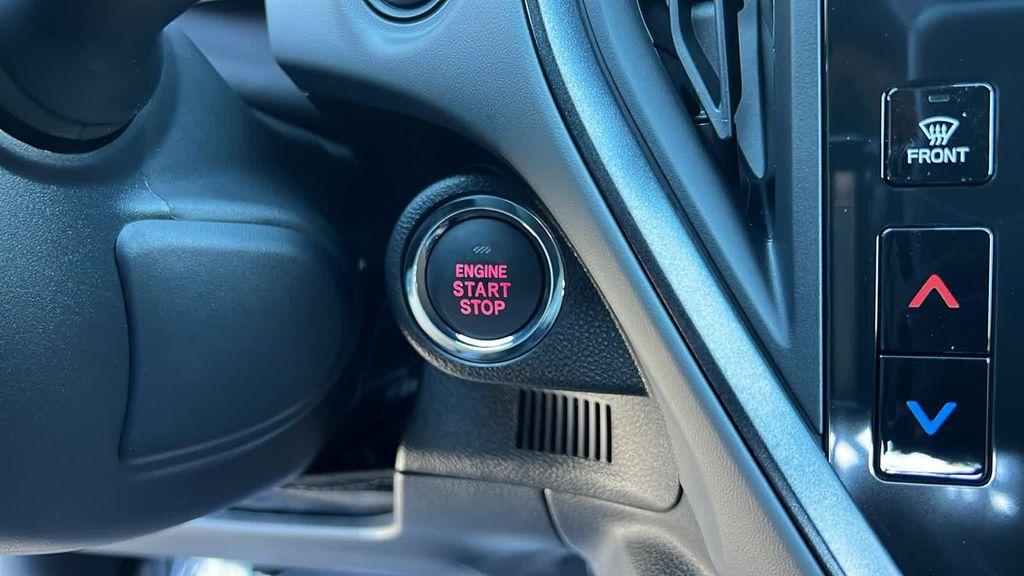 FRONT
ENGINE
START
STOP